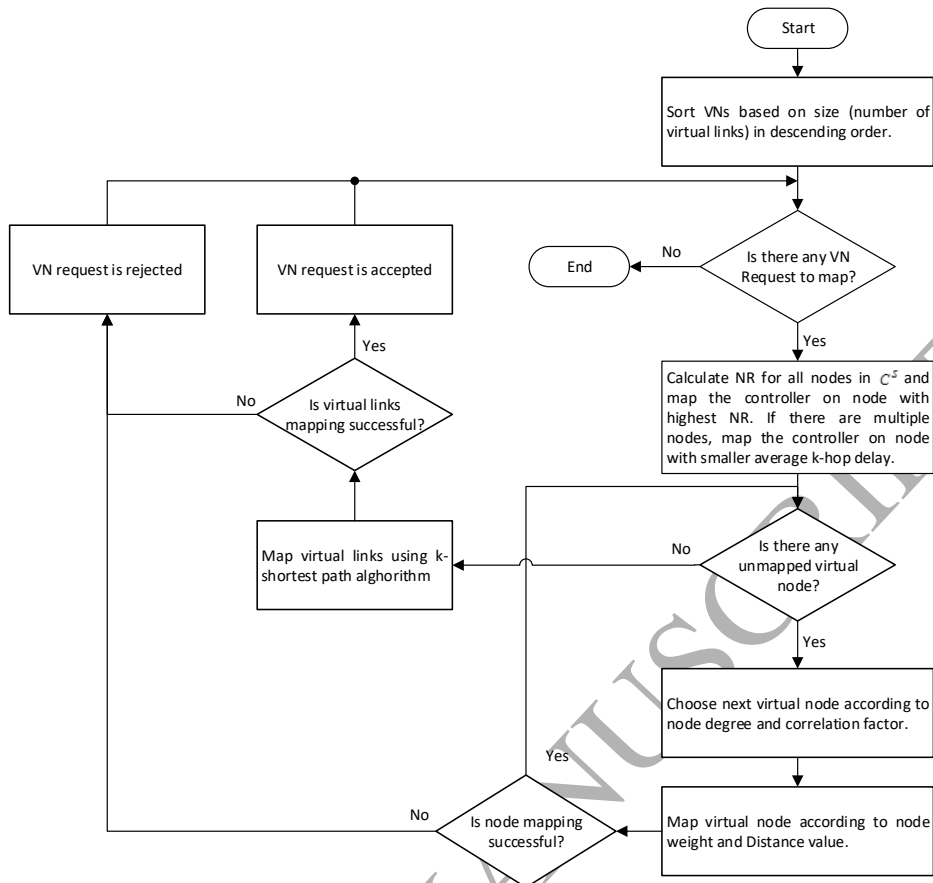 Start
Sort VNs based on size (number of
virtual links) in descending order.
VN request is rejected
VN request is accepted
End
No
Is there any VN
Request to map?
Yes
Yes
Calculate NR for all nodes in C^s and
map the controller on node with
highest NR. If there are multiple
nodes, map the controller on node
with smaller average k-hop delay.
No
Is virtual links
mapping successful?
Map virtual links using k-
shortest path alghorithm
No
Is there any
unmapped virtual
node?
Yes
Choose next virtual node according to
node degree and correlation factor.
Yes
No
Is node mapping
successful?
Map virtual node according to node
weight and Distance value.